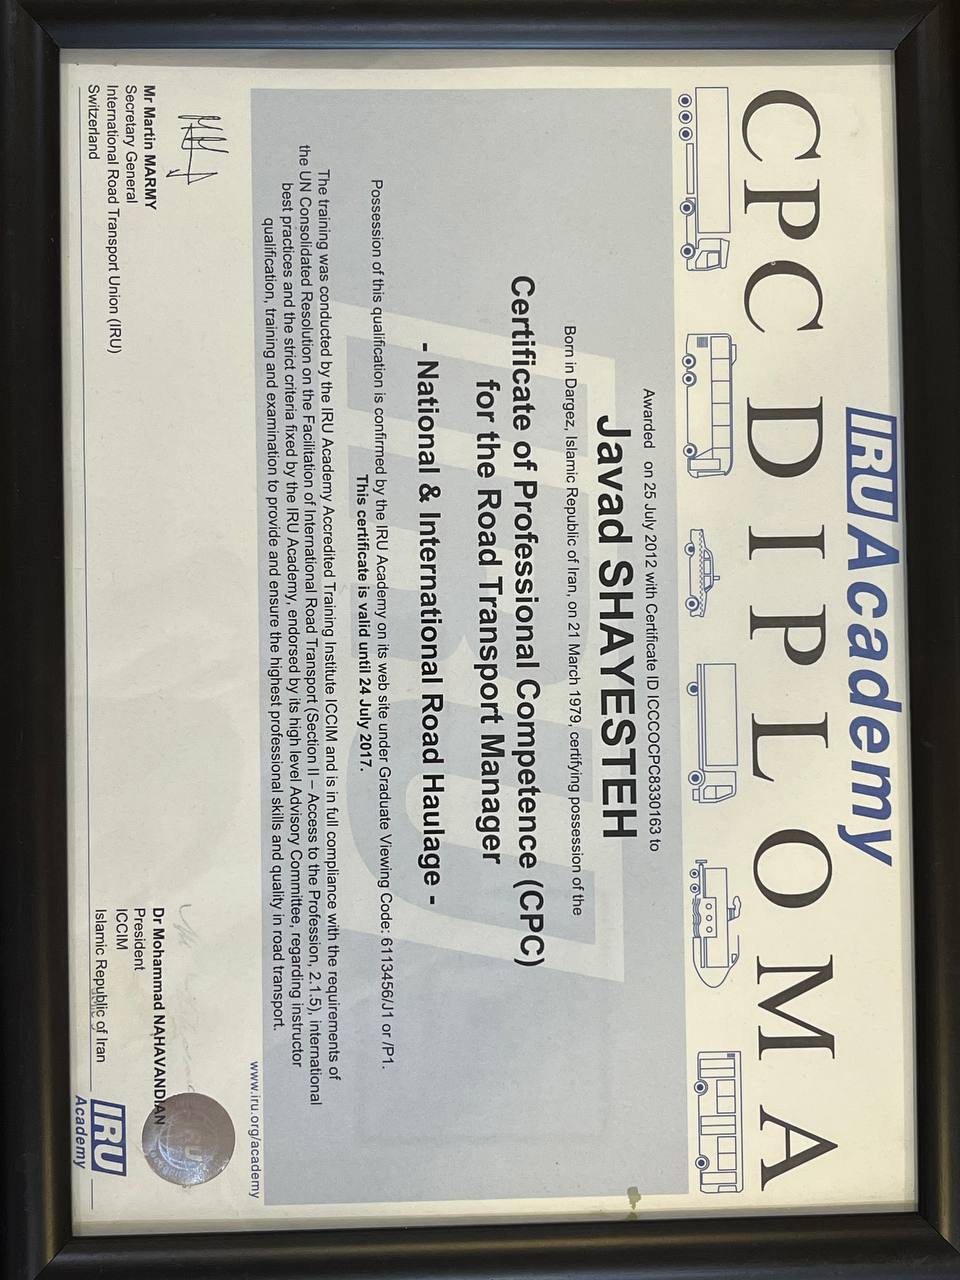 IRU Academy
CPC DIPLOMA
Awarded on 25 July 2012 with Certificate ID ICCCOCPC8330163 to
Javad SHAYESTEH
Born in Dargez, Islamic Republic of Iran, on 21 March 1979, certifying possession of the
Certificate of Professional Competence (CPC)
for the Road Transport Manager
- National & International Road Haulage -
Possession of this qualification is confirmed by the IRU Academy on its web site under Graduate Viewing Code: 6113456/J1 or /P1.
This certificate is valid until 24 July 2017.
The training was conducted by the IRU Academy Accredited Training Institute ICCIM and is in full compliance with the requirements of
the UN Consolidated Resolution on the Facilitation of International Road Transport (Section II – Access to the Profession, 2.1.5), international
best practices and the strict criteria fixed by the IRU Academy, endorsed by its high level Advisory Committee, regarding instructor
qualification, training and examination to provide and ensure the highest professional skills and quality in road transport.
www.iru.org/academy
Mr Martin MARMY
Secretary General
International Road Transport Union (IRU)
Switzerland
Dr Mohammad NAHAVANDIAN
President
ICCIM
Islamic Republic of Iran
IRU
Academy